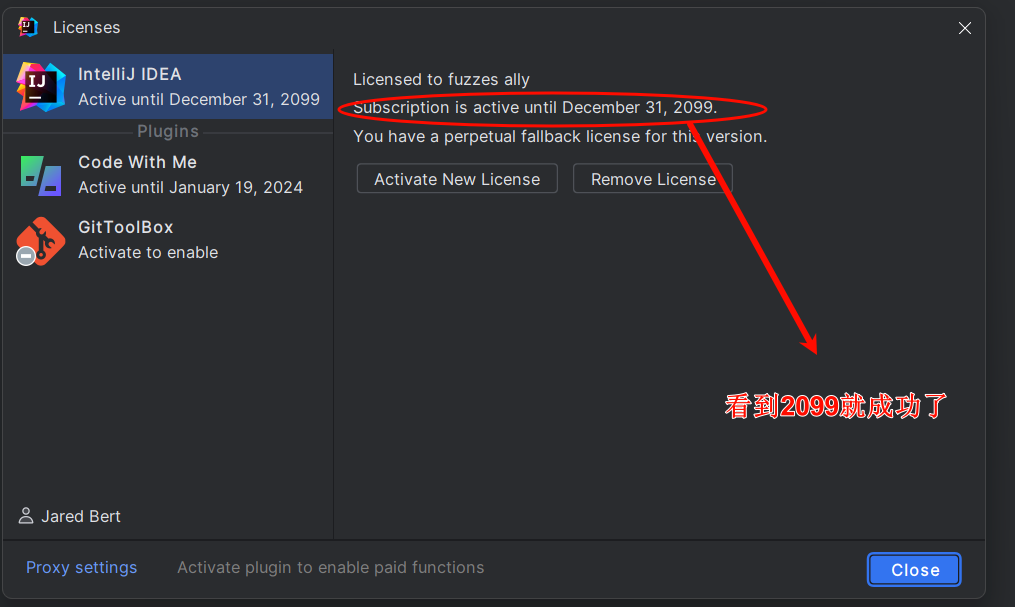 Licenses
IntelliJ IDEA
Active until December 31, 2099
Plugins
Code With Me
Active until January 19, 2024
GitToolBox
Activate to enable
Jared Bert
Licensed to fuzzes ally
Subscription is active until December 31, 2099.
You have a perpetual fallback license for this version.
Activate New License
Remove License
看到2099就成功了
Proxy settings
Activate plugin to enable paid functions
Close